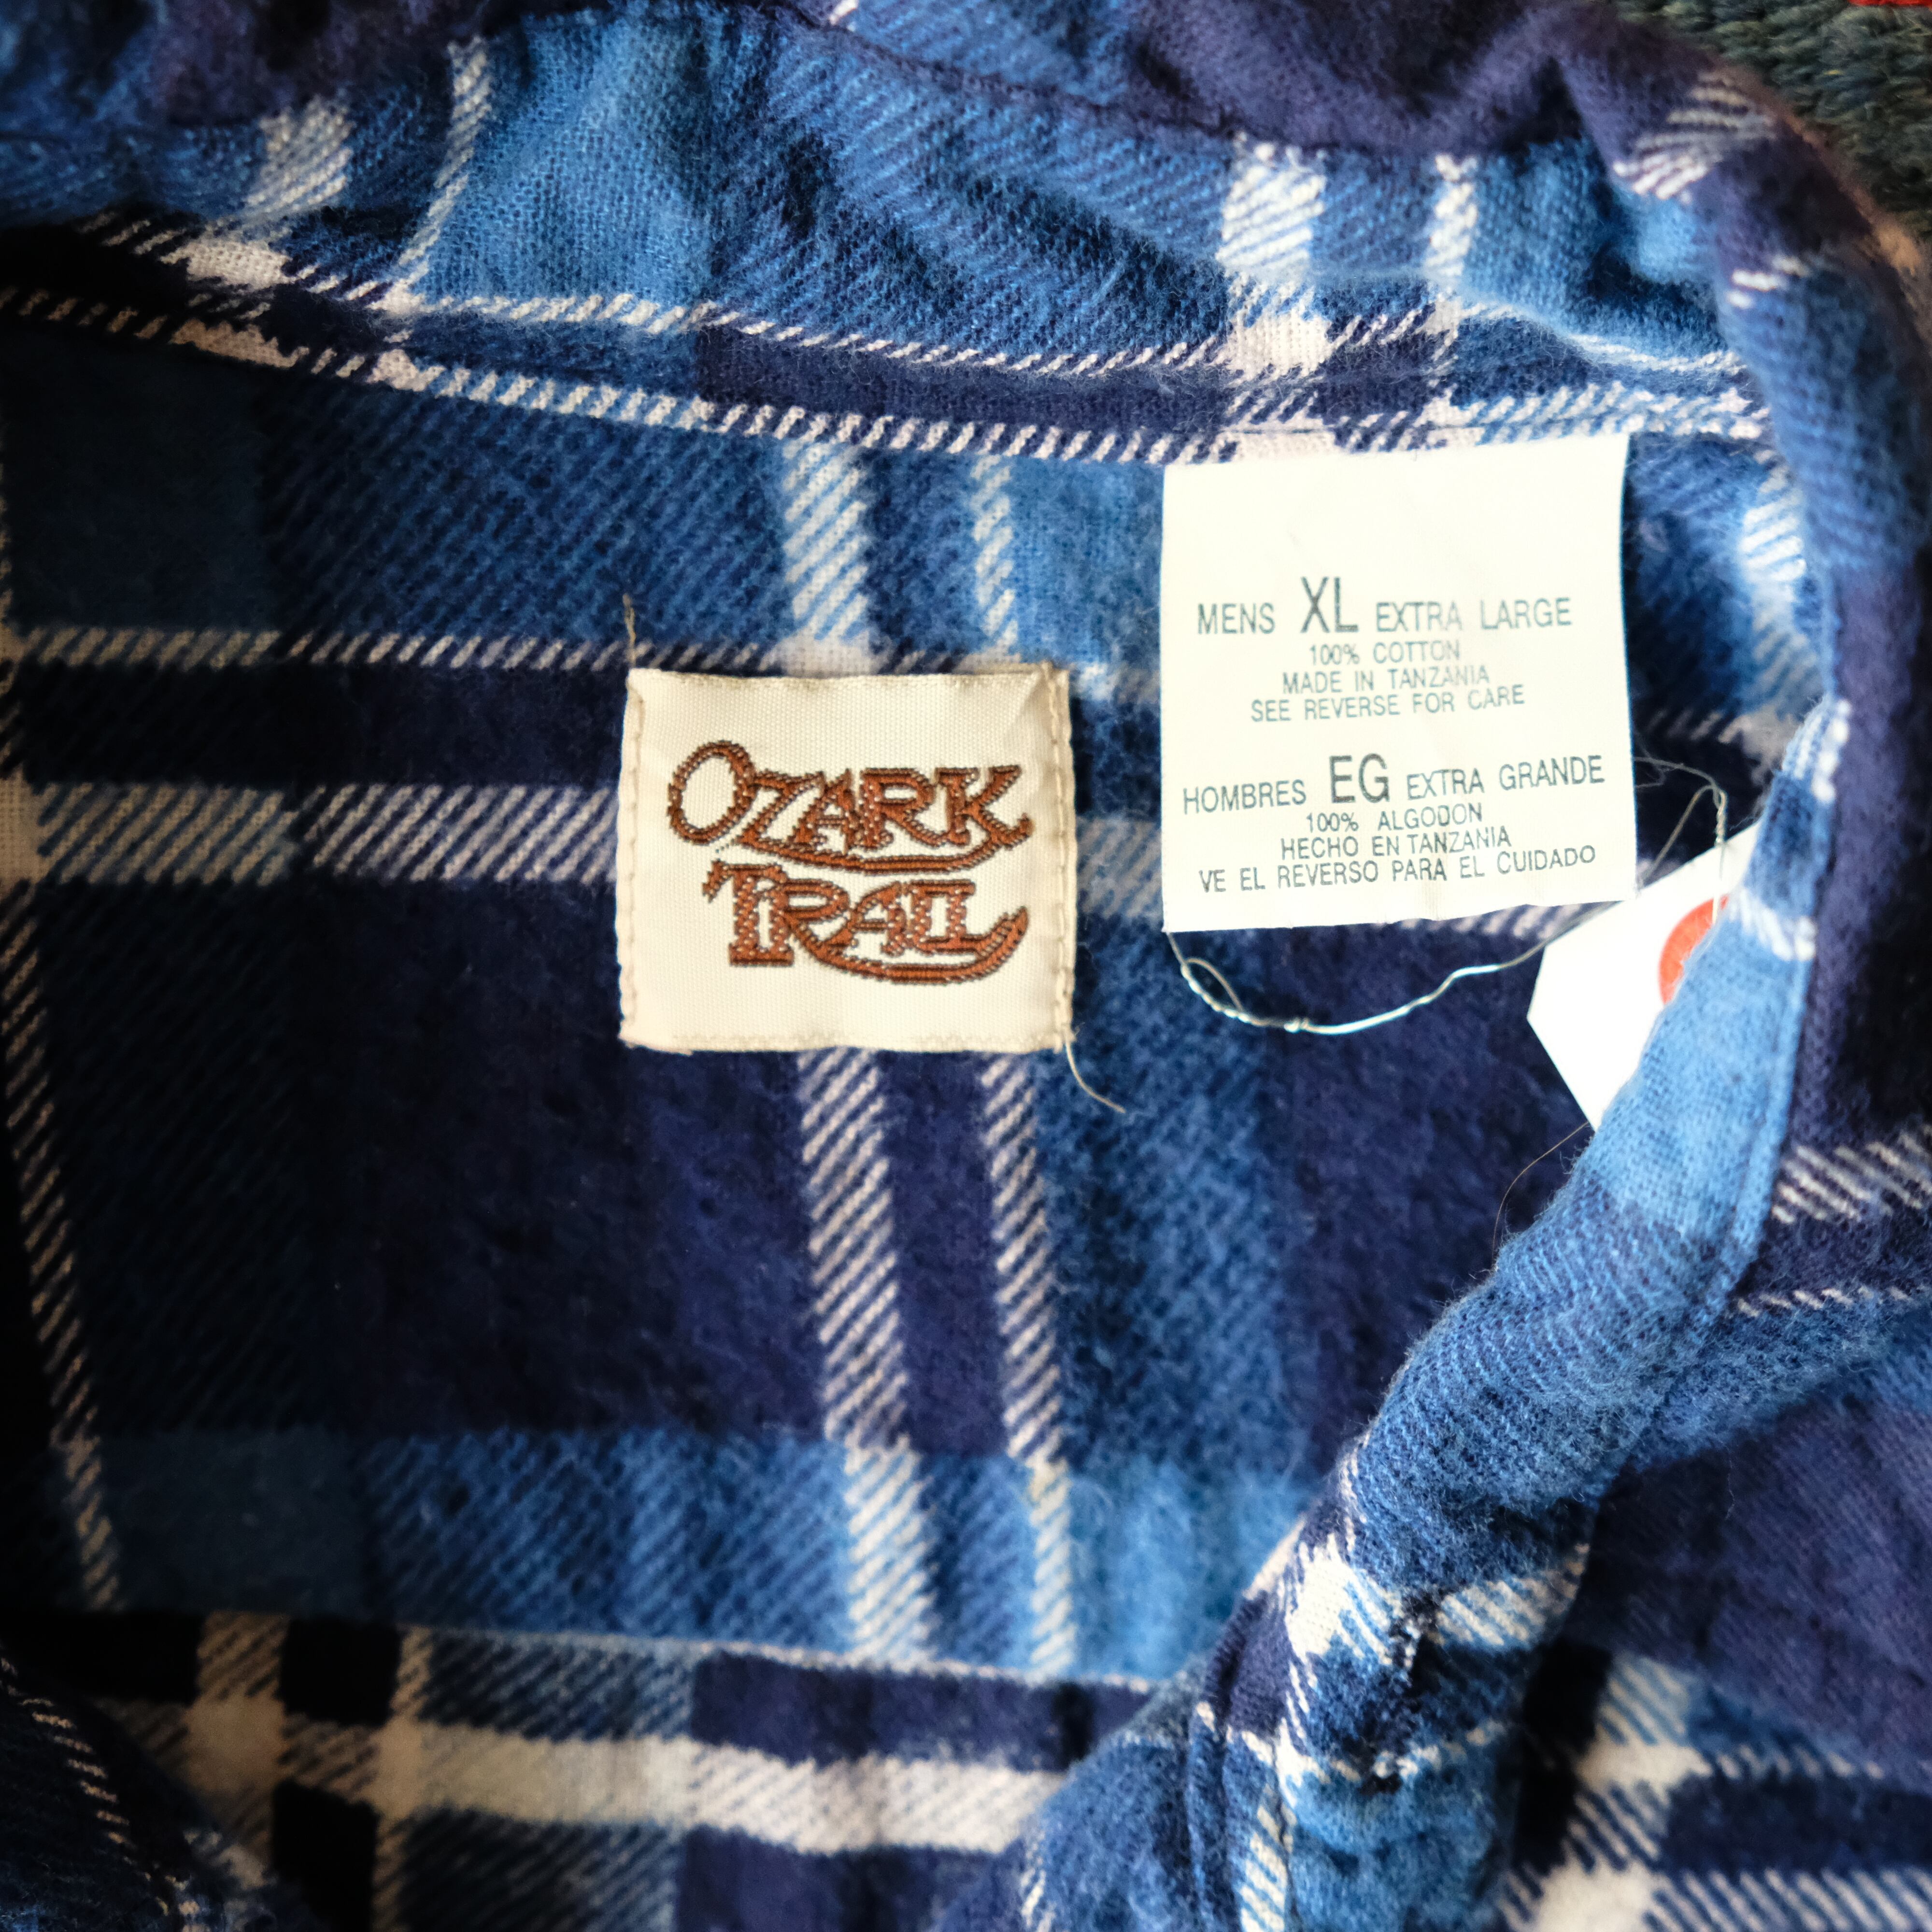 OZARK
TRAIL
MENS XL EXTRA LARGE
100% COTTON
MADE IN TANZANIA
SEE REVERSE FOR CARE
HOMBRES EG EXTRA GRANDE
100% ALGODON
HECHO EN TANZANIA
VE EL REVERSO PARA EL CUIDADO